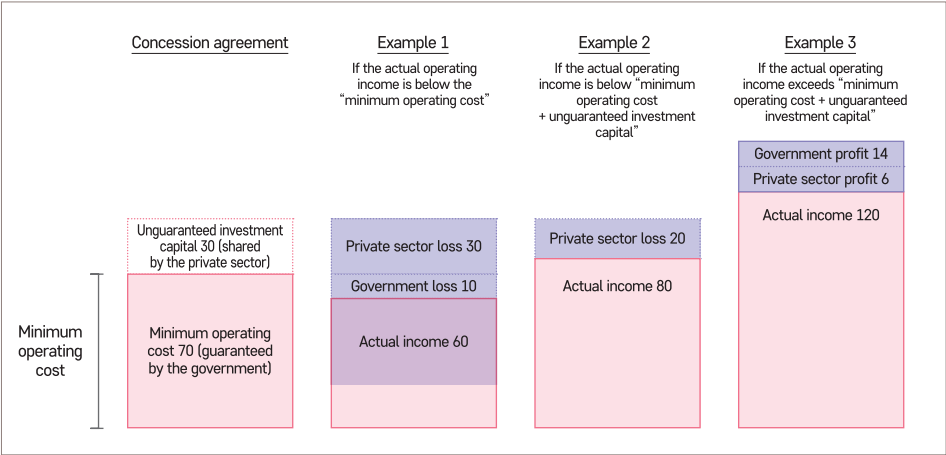 Concession agreement
Example 1
If the actual operating
income is below the
“minimum operating cost”
Example 2
If the actual operating
income is below “minimum
operating cost
+ unguaranteed investment
capital”
Example 3
If the actual operating
income exceeds “minimum
operating cost + unguaranteed
investment capital”
Government profit 14
Private sector profit 6
Actual income 120
Unguaranteed investment
capital 30 (shared
by the private sector)
Private sector loss 30
Private sector loss 20
Government loss 10
Actual income 80
Minimum
operating
cost
Minimum operating
cost 70 (guaranteed
by the government)
Actual income 60